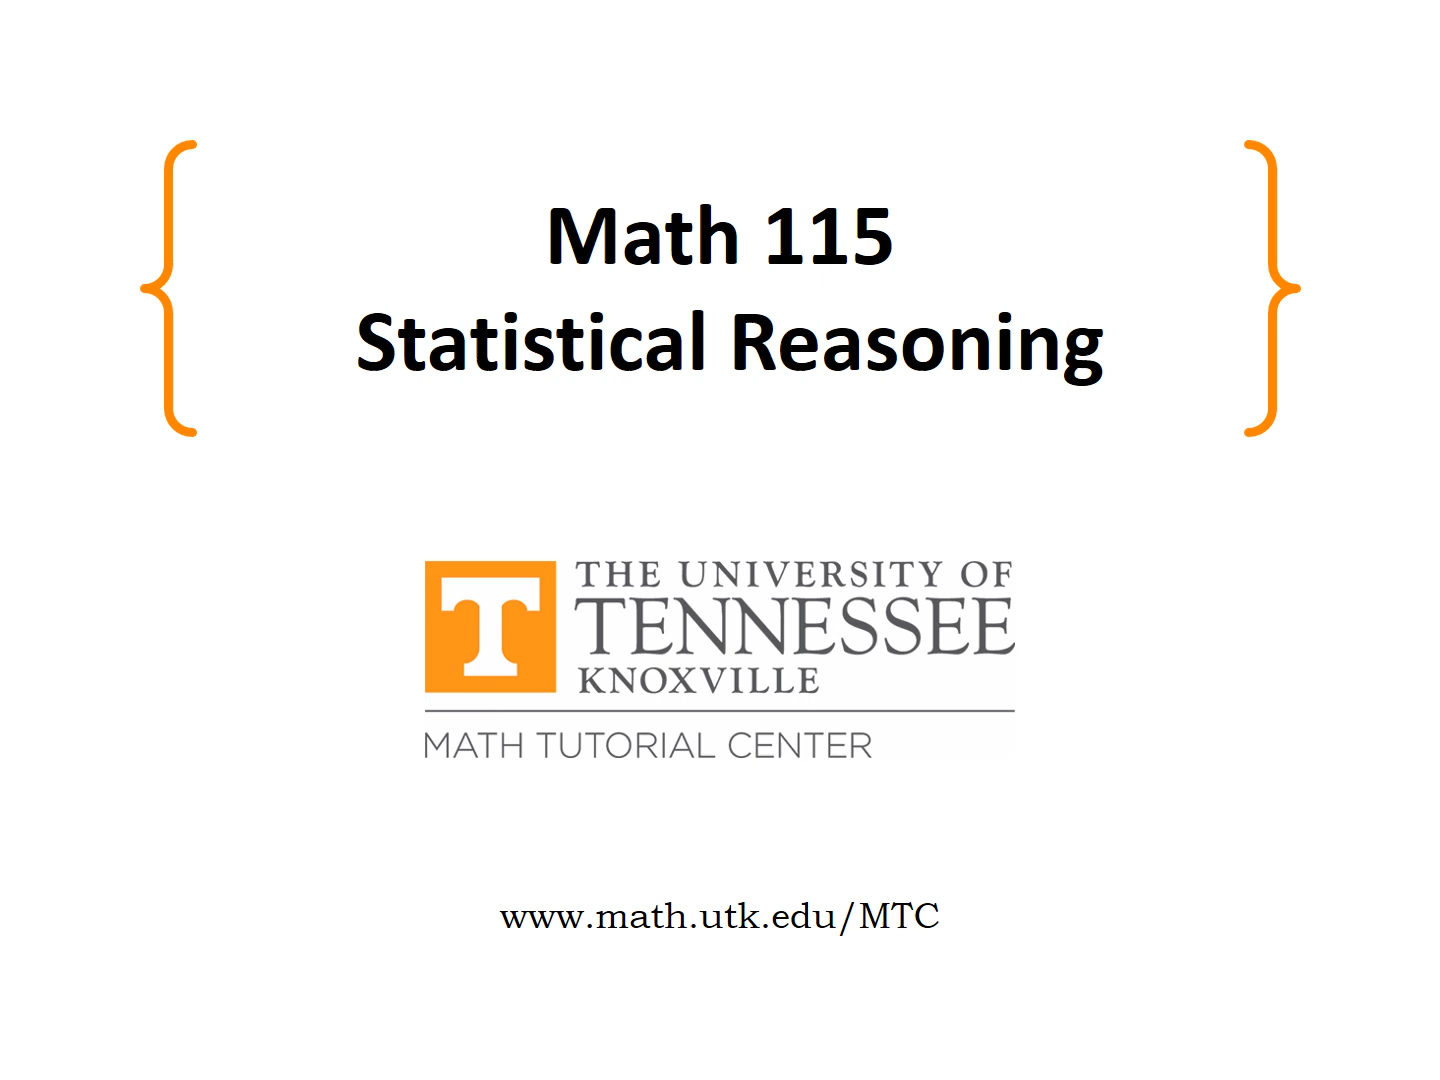 Math 115
Statistical Reasoning
T
THE UNIVERSITY OF
TENNESSEE
KNOXVILLE
MATH TUTORIAL CENTER
www.math.utk.edu/MTC